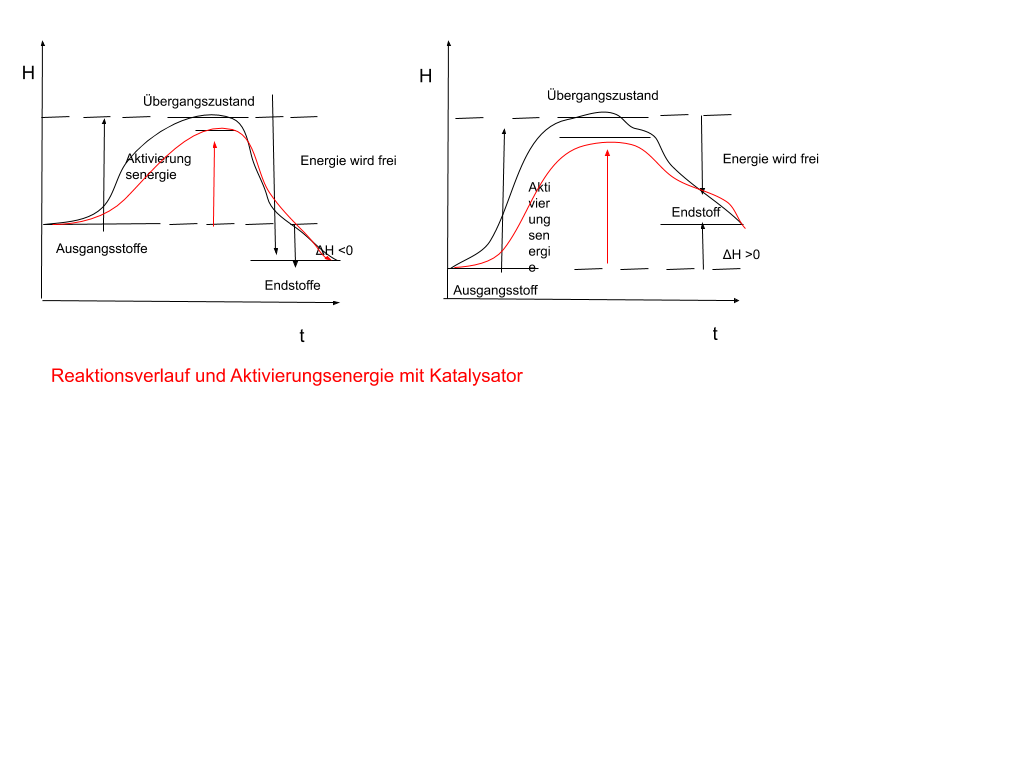 H
Übergangszustand
Aktivierung
senergie
Energie wird frei
Ausgangsstoffe
ΔH <0
Endstoffe
t
H
Übergangszustand
Energie wird frei
Akti
vier
ung
sen
ergi
e
Endstoff
ΔH >0
Ausgangsstoff
t
Reaktionsverlauf und Aktivierungsenergie mit Katalysator